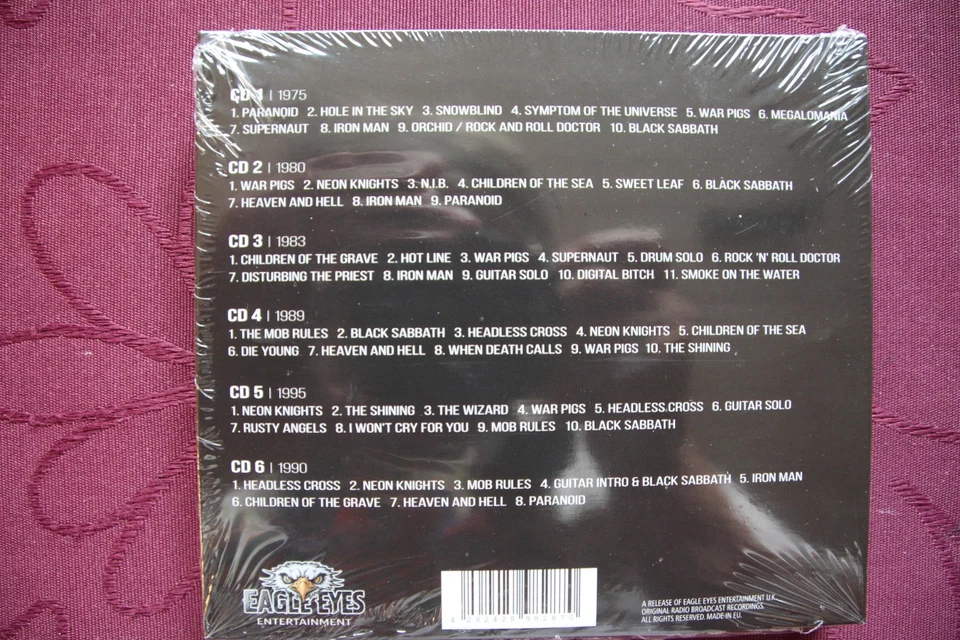 CD 1 | 1975
1. PARANOID 2. HOLE IN THE SKY 3. SNOWBLIND 4. SYMPTOM OF THE UNIVERSE 5. WAR PIGS 6. MEGALOMANIA
7. SUPERNAUT 8. IRON MAN 9. ORCHID / ROCK AND ROLL DOCTOR 10. BLACK SABBATH
CD 2 | 1980
1. WAR PIGS 2. NEON KNIGHTS 3. N.I.B. 4. CHILDREN OF THE SEA 5. SWEET LEAF 6. BLACK SABBATH
7. HEAVEN AND HELL 8. IRON MAN 9. PARANOID
CD 3 | 1983
1. CHILDREN OF THE GRAVE 2. HOT LINE 3. WAR PIGS 4. SUPERNAUT 5. DRUM SOLO 6. ROCK 'N' ROLL DOCTOR
7. DISTURBING THE PRIEST 8. IRON MAN 9. GUITAR SOLO 10. DIGITAL BITCH 11. SMOKE ON THE WATER
CD 4 | 1989
1. THE MOB RULES 2. BLACK SABBATH 3. HEADLESS CROSS 4. NEON KNIGHTS 5. CHILDREN OF THE SEA
6. DIE YOUNG 7. HEAVEN AND HELL 8. WHEN DEATH CALLS 9. WAR PIGS 10. THE SHINING
CD 5 | 1995
1. NEON KNIGHTS 2. THE SHINING 3. THE WIZARD 4. WAR PIGS 5. HEADLESS CROSS 6. GUITAR SOLO
7. RUSTY ANGELS 8. I WON'T CRY FOR YOU 9. MOB RULES 10. BLACK SABBATH
CD 6 | 1990
1. HEADLESS CROSS 2. NEON KNIGHTS 3. MOB RULES 4. GUITAR INTRO & BLACK SABBATH 5. IRON MAN
6. CHILDREN OF THE GRAVE 7. HEAVEN AND HELL 8. PARANOID
EAGLE EYES
ENTERTAINMENT
A RELEASE OF EAGLE EYES ENTERTAINMENT U.K.
ORIGINAL RADIO BROADCAST RECORDINGS.
ALL RIGHTS RESERVED. MADE IN EU.